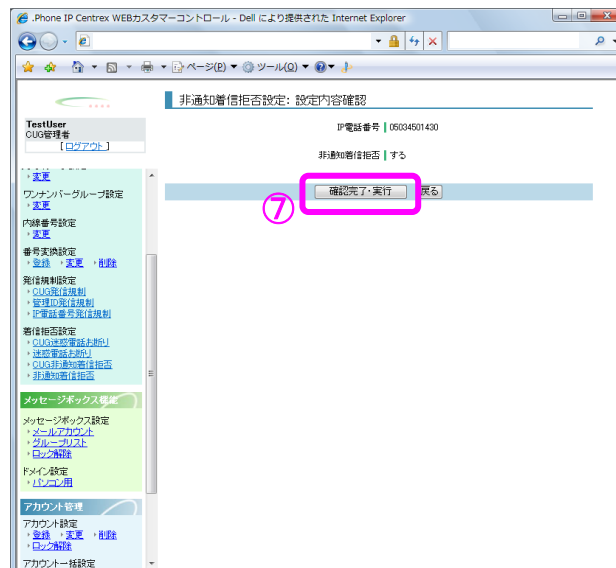 .Phone IP Centrex WEBカスタマーコントロール - Dell により提供された Internet Explorer
ページ(P) ツール(O)
非通知着信拒否設定: 設定内容確認
TestUser
CUG管理者
[ログアウト]
IP電話番号 05034501430
非通知着信拒否 する
⑦ 確認完了・実行 戻る
変更
ワンナンバーグループ設定
変更
内線番号設定
変更
番号変換設定
登録 変更 削除
発信規制設定
CUG発信規制
管理ID発信規制
IP電話番号発信規制
着信拒否設定
CUG迷惑電話お断り
迷惑電話お断り
CUG非通知着信拒否
非通知着信拒否
メッセージボックス機能
メッセージボックス設定
メールアカウント
グループリスト
ロック解除
ドメイン設定
パソコン用
アカウント管理
アカウント設定
登録 変更 削除
ロック解除
アカウント一括設定